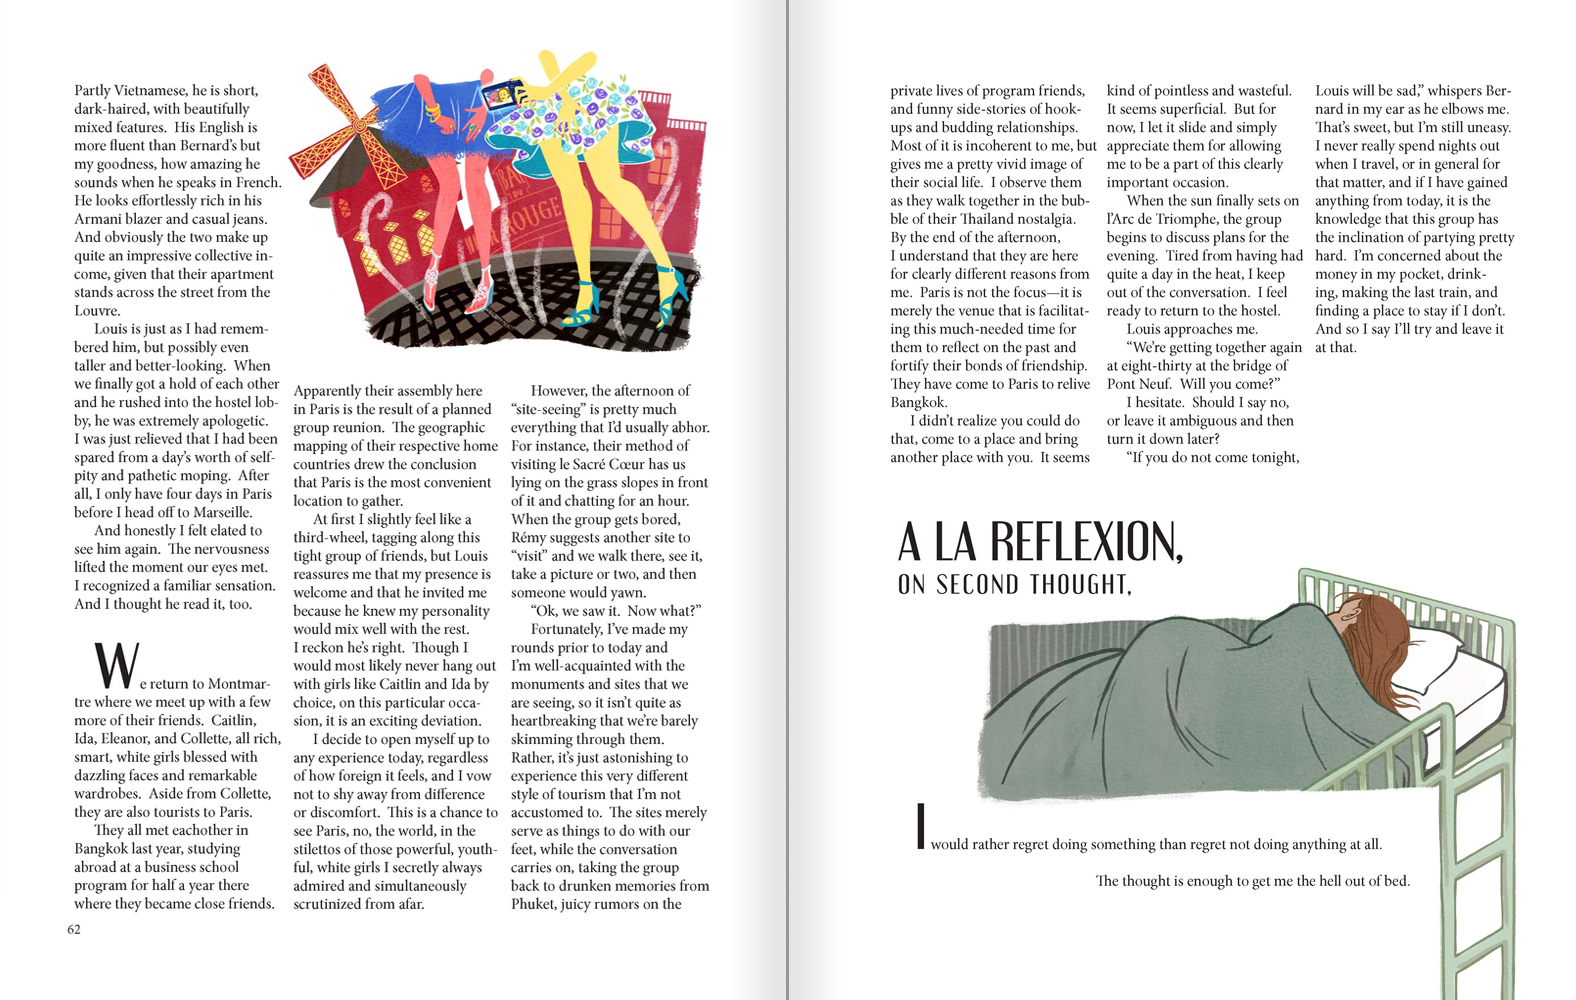 Partly Vietnamese, he is short,
dark-haired, with beautifully
mixed features.  His English is
more fluent than Bernard's but
my goodness, how amazing he
sounds when he speaks in French.
He looks effortlessly rich in his
Armani blazer and casual jeans.
And obviously the two make up
quite an impressive collective in-
come, given that their apartment
stands across the street from the
Louvre.
Louis is just as I had remem-
bered him, but possibly even
taller and better-looking.  When
we finally got a hold of each other
and he rushed into the hostel lob-
by, he was extremely apologetic.
I was just relieved that I had been
spared from a day's worth of self-
pity and pathetic moping.  After
all, I only have four days in Paris
before I head off to Marseille.
And honestly I felt elated to
see him again.  The nervousness
lifted the moment our eyes met.
I recognized a familiar sensation.
And I thought he read it, too.
We return to Montmar-
tre where we meet up with a few
more of their friends.  Caitlin,
Ida, Eleanor, and Collette, all rich,
smart, white girls blessed with
dazzling faces and remarkable
wardrobes.  Aside from Collette,
they are also tourists to Paris.
They all met eachother in
Bangkok last year, studying
abroad at a business school
program for half a year there
where they became close friends.
62
BAL
DU
MOULIN ROUGE
Apparently their assembly here
in Paris is the result of a planned
group reunion.  The geographic
mapping of their respective home
countries drew the conclusion
that Paris is the most convenient
location to gather.
At first I slightly feel like a
third-wheel, tagging along this
tight group of friends, but Louis
reassures me that my presence is
welcome and that he invited me
because he knew my personality
would mix well with the rest.
I reckon he's right.  Though I
would most likely never hang out
with girls like Caitlin and Ida by
choice, on this particular occa-
sion, it is an exciting deviation.
I decide to open myself up to
any experience today, regardless
of how foreign it feels, and I vow
not to shy away from difference
or discomfort.  This is a chance to
see Paris, no, the world, in the
stilettos of those powerful, youth-
ful, white girls I secretly always
admired and simultaneously
scrutinized from afar.
However, the afternoon of
“site-seeing” is pretty much
everything that I'd usually abhor.
For instance, their method of
visiting le Sacré Cœur has us
lying on the grass slopes in front
of it and chatting for an hour.
When the group gets bored,
Rémy suggests another site to
“visit” and we walk there, see it,
take a picture or two, and then
someone would yawn.
“Ok, we saw it.  Now what?”
Fortunately, I've made my
rounds prior to today and
I'm well-acquainted with the
monuments and sites that we
are seeing, so it isn't quite as
heartbreaking that we're barely
skimming through them.
Rather, it's just astonishing to
experience this very different
style of tourism that I'm not
accustomed to.  The sites merely
serve as things to do with our
feet, while the conversation
carries on, taking the group
back to drunken memories from
Phuket, juicy rumors on the
private lives of program friends,
and funny side-stories of hook-
ups and budding relationships.
Most of it is incoherent to me, but
gives me a pretty vivid image of
their social life.  I observe them
as they walk together in the bub-
ble of their Thailand nostalgia.
By the end of the afternoon,
I understand that they are here
for clearly different reasons from
me.  Paris is not the focus—it is
merely the venue that is facilitat-
ing this much-needed time for
them to reflect on the past and
fortify their bonds of friendship.
They have come to Paris to relive
Bangkok.
I didn't realize you could do
that, come to a place and bring
another place with you.  It seems
kind of pointless and wasteful.
It seems superficial.  But for
now, I let it slide and simply
appreciate them for allowing
me to be a part of this clearly
important occasion.
When the sun finally sets on
l'Arc de Triomphe, the group
begins to discuss plans for the
evening.  Tired from having had
quite a day in the heat, I keep
out of the conversation.  I feel
ready to return to the hostel.
Louis approaches me.
“We're getting together again
at eight-thirty at the bridge of
Pont Neuf.  Will you come?”
I hesitate.  Should I say no,
or leave it ambiguous and then
turn it down later?
“If you do not come tonight,
Louis will be sad,” whispers Ber-
nard in my ear as he elbows me.
That's sweet, but I'm still uneasy.
I never really spend nights out
when I travel, or in general for
that matter, and if I have gained
anything from today, it is the
knowledge that this group has
the inclination of partying pretty
hard.  I'm concerned about the
money in my pocket, drink-
ing, making the last train, and
finding a place to stay if I don't.
And so I say I'll try and leave it
at that.
A LA REFLEXION,
ON SECOND THOUGHT,
I would rather regret doing something than regret not doing anything at all.
The thought is enough to get me the hell out of bed.